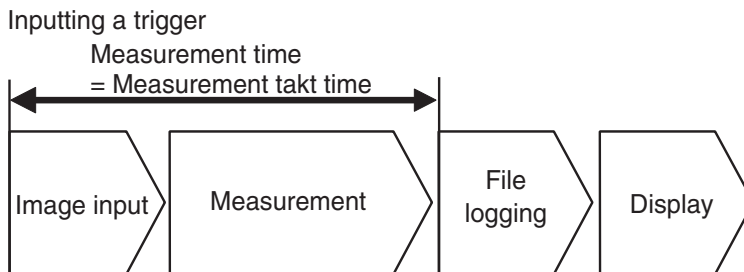 Inputting a trigger
Measurement time
= Measurement takt time
Image input
Measurement
File
logging
Display